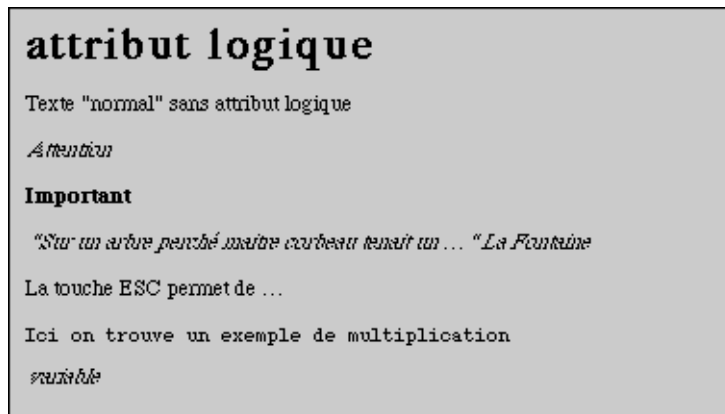 attribut logique
Texte "normal" sans attribut logique
Attention
Important
"Sur un arbre perché maitre corbeau tenait un … "La Fontaine
La touche ESC permet de …
Ici on trouve un exemple de multiplication
variable